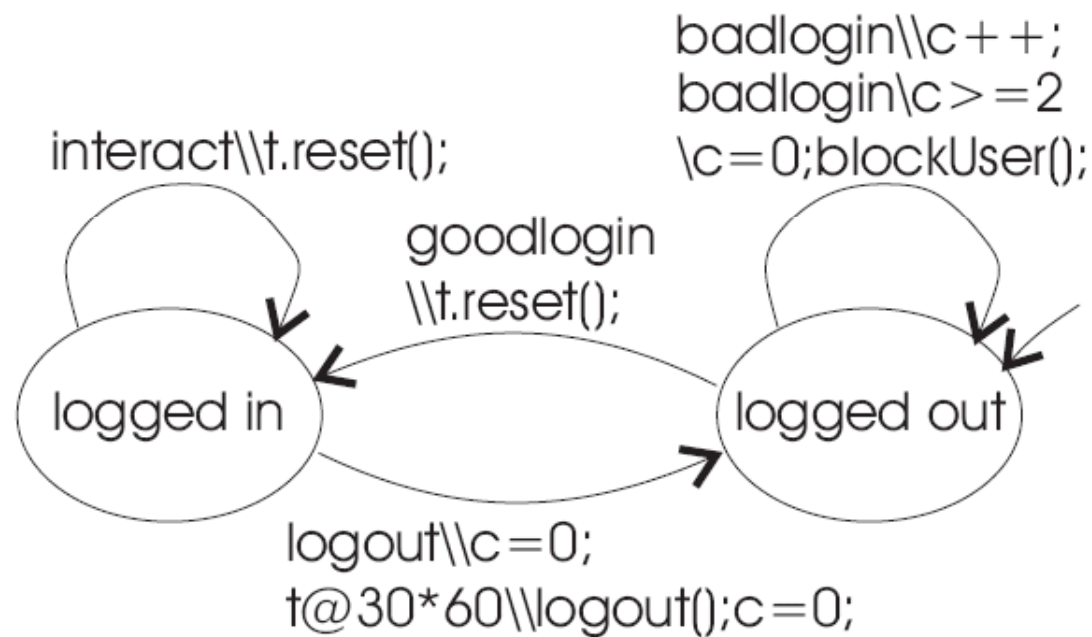 badlogin\\c++;
badlogin\c>=2
\c=0;blockUser();
interact\\t.reset();
goodlogin
\\t.reset();
logged in
logged out
logout\\c=0;
t@30*60\\logout();c=0;